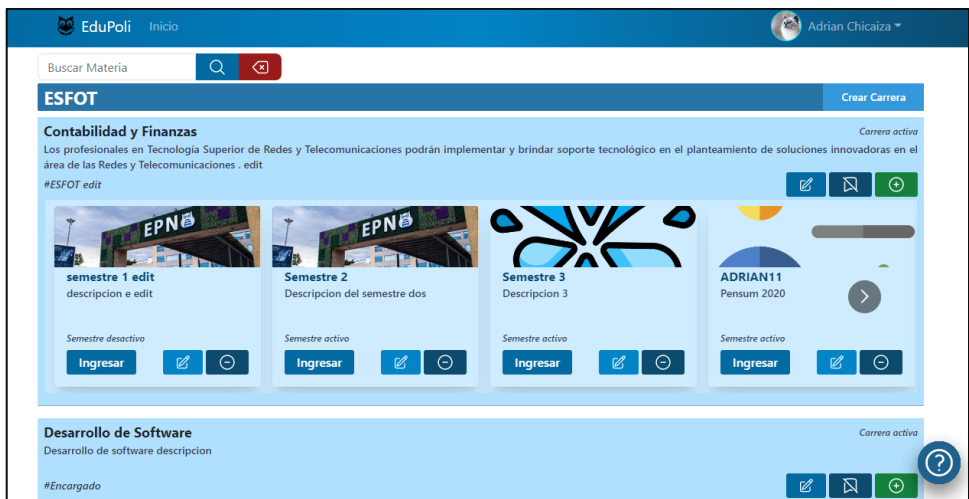 EduPoli Inicio Adrian Chicaiza
Buscar Materia
ESFOT Crear Carrera
Contabilidad y Finanzas Carrera activa
Los profesionales en Tecnología Superior de Redes y Telecomunicaciones podrán implementar y brindar soporte tecnológico en el planteamiento de soluciones innovadoras en el
área de las Redes y Telecomunicaciones . edit
#ESFOT edit
EPN EPN
semestre 1 edit Semestre 2 Semestre 3 ADRIAN11
descripcion e edit Descripcion del semestre dos Descripcion 3 Pensum 2020
Semestre desactivo Semestre activo Semestre activo Semestre activo
Ingresar Ingresar Ingresar Ingresar
Desarrollo de Software Carrera activa
Desarrollo de software descripcion
#Encargado